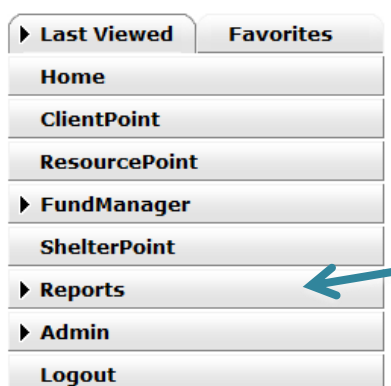 Last Viewed Favorites
Home
ClientPoint
ResourcePoint
FundManager
ShelterPoint
Reports
Admin
Logout